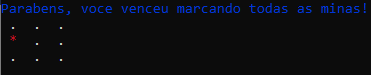 Parabens, voce venceu marcando todas as minas!
. . .
* . .
. . .